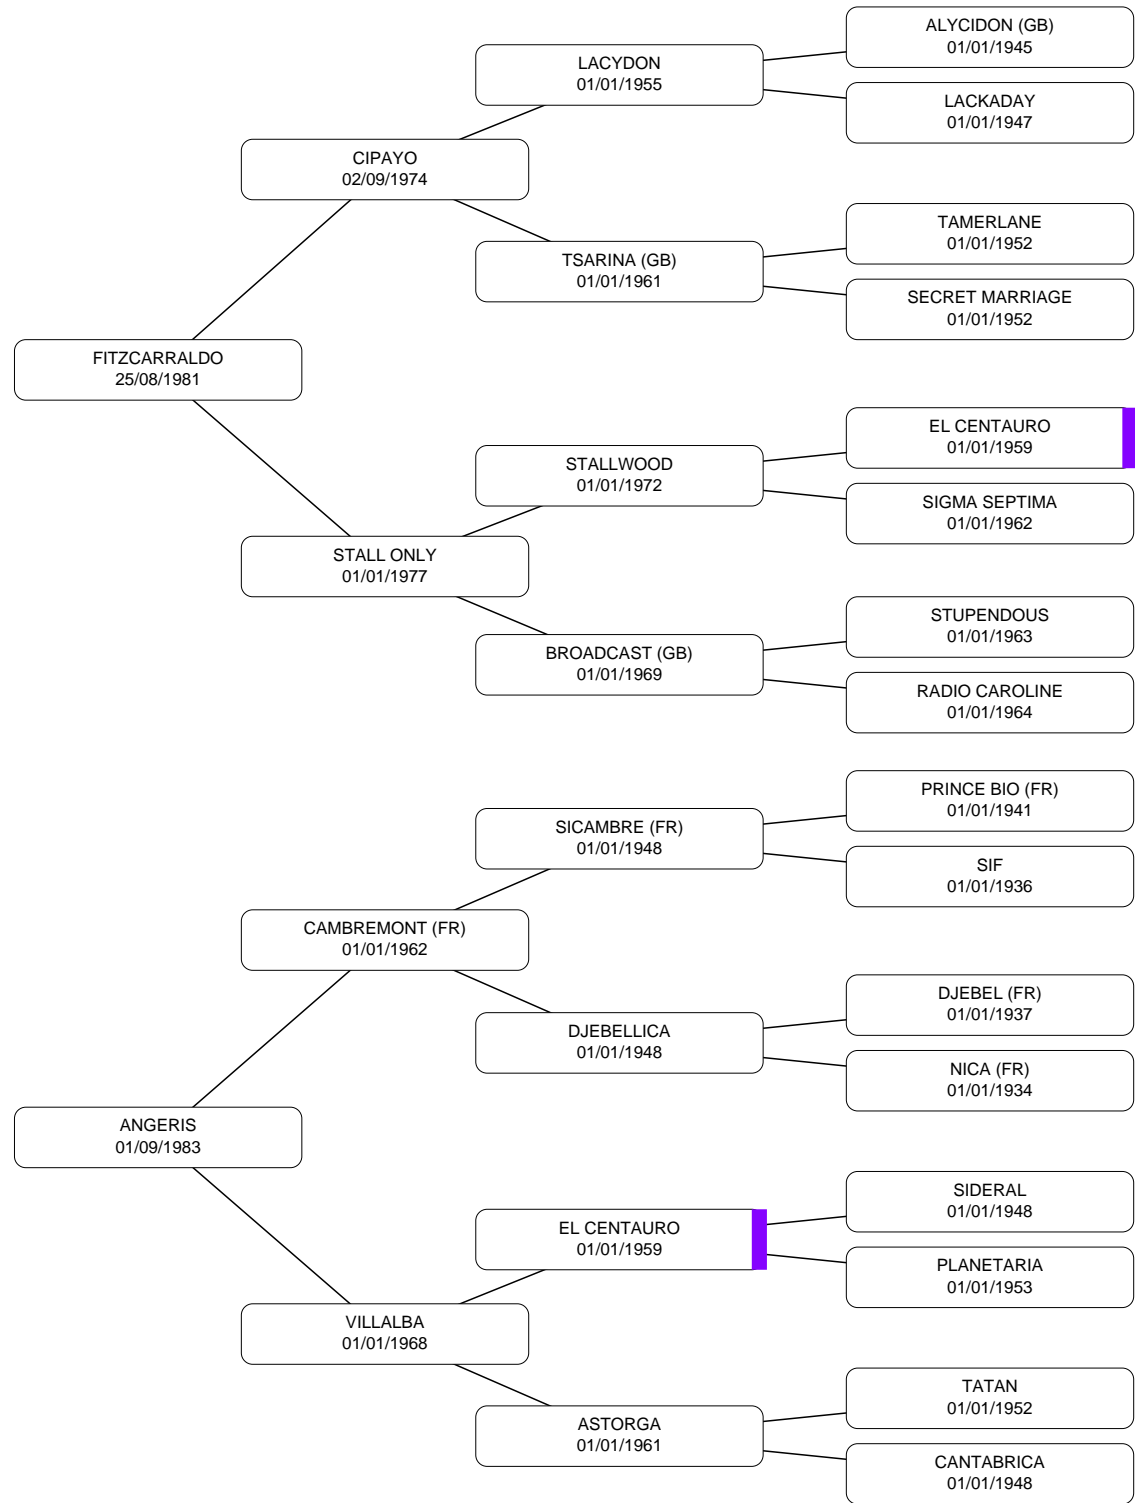 ALYCIDON (GB)
01/01/1945
LACYDON
01/01/1955
LACKADAY
01/01/1947
CIPAYO
02/09/1974
TAMERLANE
01/01/1952
TSARINA (GB)
01/01/1961
SECRET MARRIAGE
01/01/1952
FITZCARRALDO
25/08/1981
EL CENTAURO
01/01/1959
STALLWOOD
01/01/1972
SIGMA SEPTIMA
01/01/1962
STALL ONLY
01/01/1977
STUPENDOUS
01/01/1963
BROADCAST (GB)
01/01/1969
RADIO CAROLINE
01/01/1964
PRINCE BIO (FR)
01/01/1941
SICAMBRE (FR)
01/01/1948
SIF
01/01/1936
CAMBREMONT (FR)
01/01/1962
DJEBEL (FR)
01/01/1937
DJEBELLICA
01/01/1948
NICA (FR)
01/01/1934
ANGERIS
01/09/1983
SIDERAL
01/01/1948
EL CENTAURO
01/01/1959
PLANETARIA
01/01/1953
VILLALBA
01/01/1968
TATAN
01/01/1952
ASTORGA
01/01/1961
CANTABRICA
01/01/1948